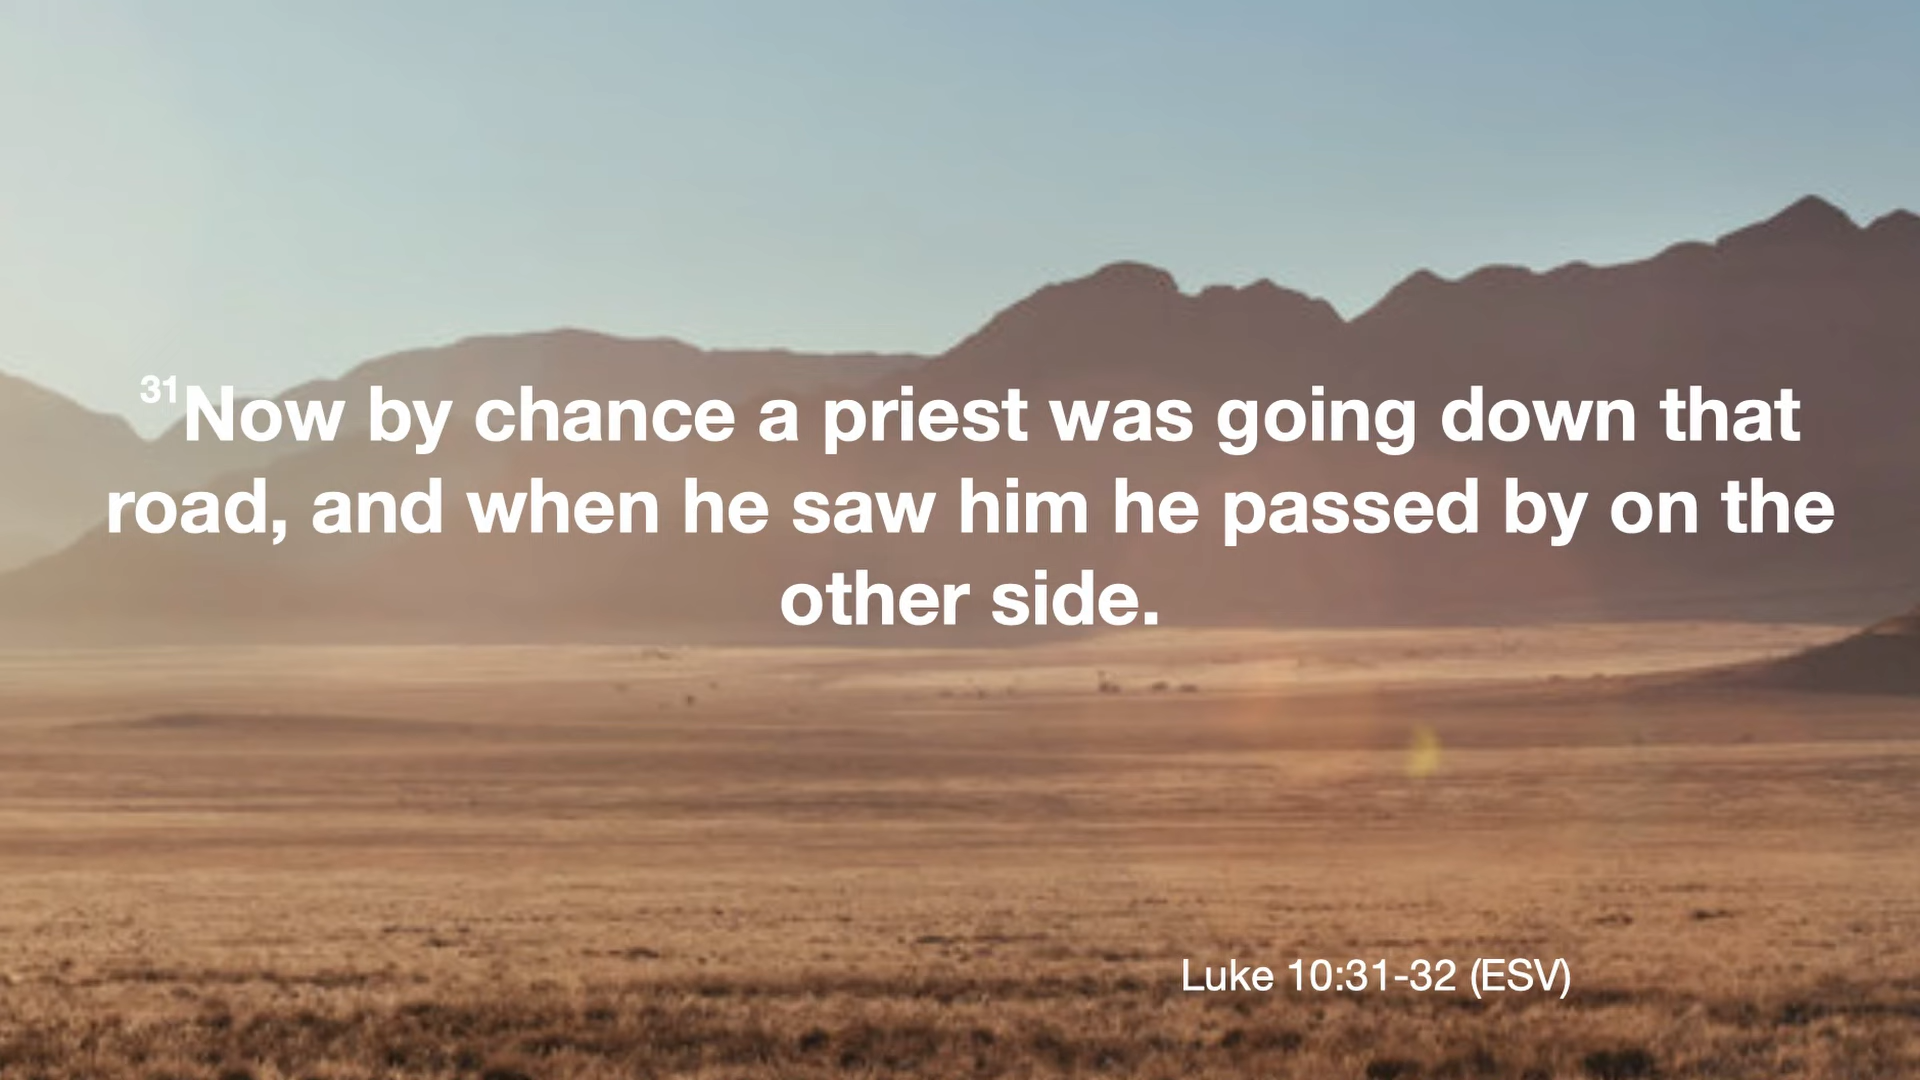 31Now by chance a priest was going down that
road, and when he saw him he passed by on the
other side.
Luke 10:31-32 (ESV)